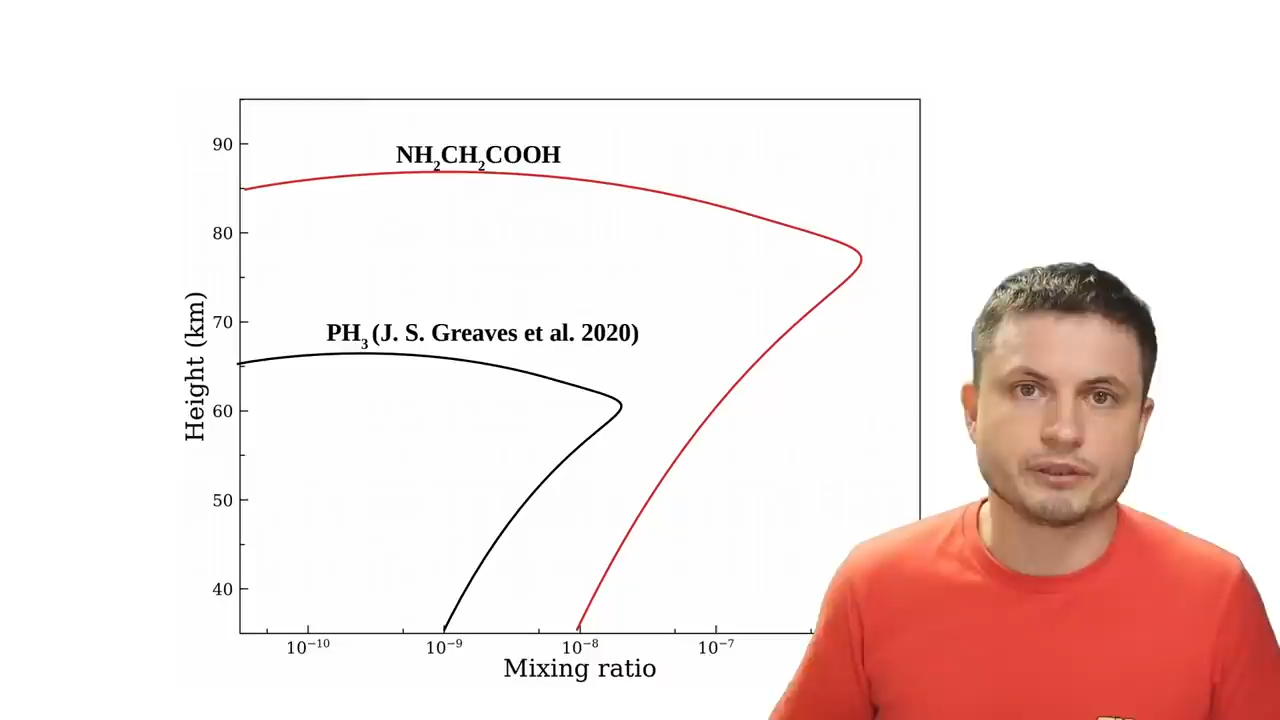 90
NH₂CH₂COOH
80
70
PH₃ (J. S. Greaves et al. 2020)
60
50
40
Height (km)
10⁻¹⁰ 10⁻⁹ 10⁻⁸ 10⁻⁷
Mixing ratio